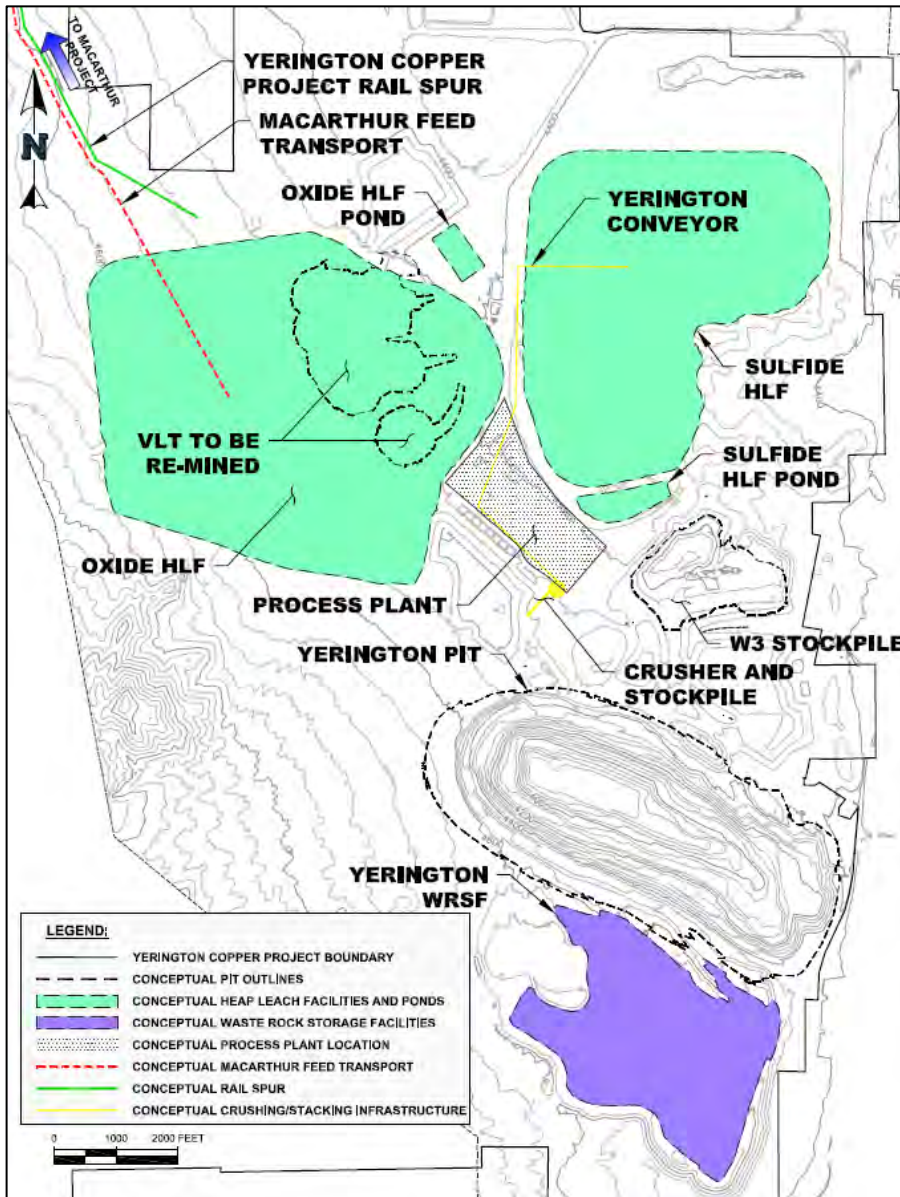 TO MACARTHUR
PROJECT
N
YERINGTON COPPER
PROJECT RAIL SPUR
MACARTHUR FEED
TRANSPORT
OXIDE HLF
POND
YERINGTON
CONVEYOR
4400
4600
SULFIDE
HLF
4400
VLT TO BE
RE-MINED
SULFIDE
HLF POND
OXIDE HLF
PROCESS PLANT
W3 STOCKPILE
YERINGTON PIT
CRUSHER AND
STOCKPILE
YERINGTON
WRSF
LEGEND:
YERINGTON COPPER PROJECT BOUNDARY
CONCEPTUAL PIT OUTLINES
CONCEPTUAL HEAP LEACH FACILITIES AND PONDS
CONCEPTUAL WASTE ROCK STORAGE FACILITIES
CONCEPTUAL PROCESS PLANT LOCATION
CONCEPTUAL MACARTHUR FEED TRANSPORT
CONCEPTUAL RAIL SPUR
CONCEPTUAL CRUSHING/STACKING INFRASTRUCTURE
0 1000 2000 FEET